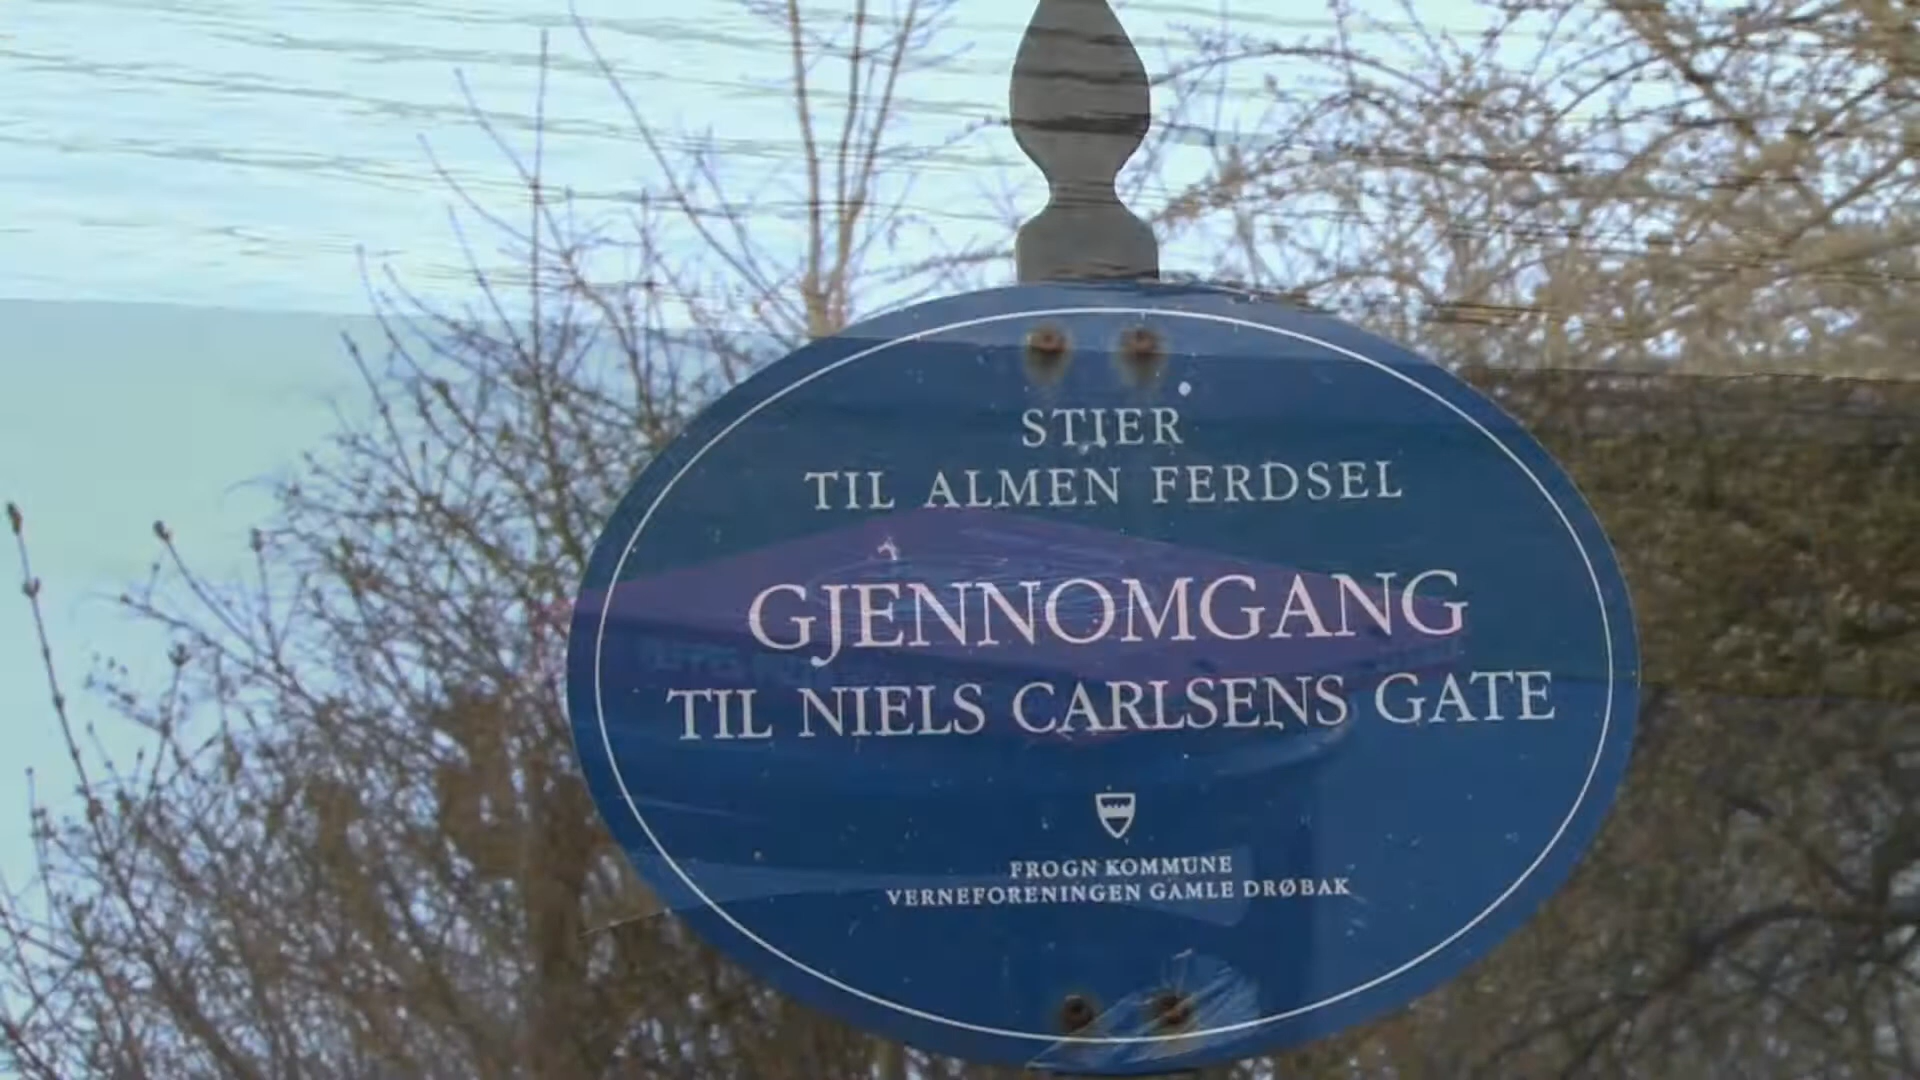 STIER
TIL ALMEN FERDSEL
GJENNOMGANG
TIL NIELS CARLSENS GATE
FROGN KOMMUNE
VERNEFORENINGEN GAMLE DRØBAK